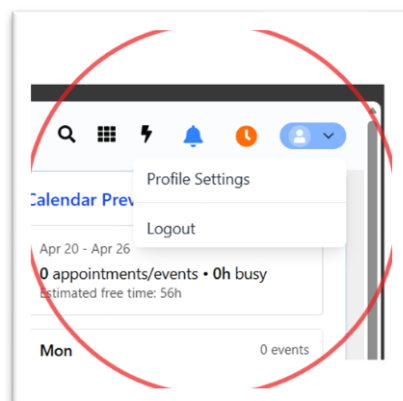 Profile Settings
Calendar Prev
Logout
Apr 20 - Apr 26
0 appointments/events • 0h busy
Estimated free time: 56h
Mon 0 events